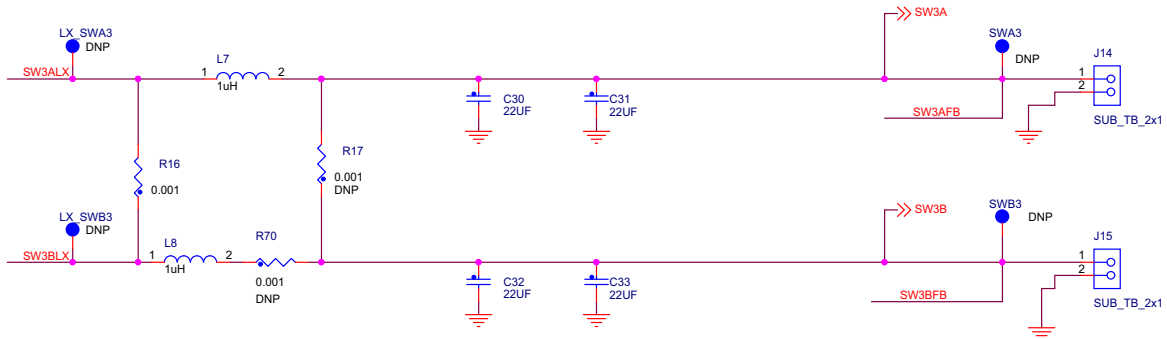 SW3A
LX_SWA3
DNP
SWA3
DNP
L7
J14
SW3ALX
1
2
1uH
1
2
C30
22UF
C31
22UF
SW3AFB
SUB_TB_2x1
R16
0.001
R17
0.001
DNP
LX_SWB3
DNP
SW3B
SWB3
DNP
R70
L8
J15
SW3BLX
1
2
1uH
0.001
DNP
1
2
C32
22UF
C33
22UF
SW3BFB
SUB_TB_2x1